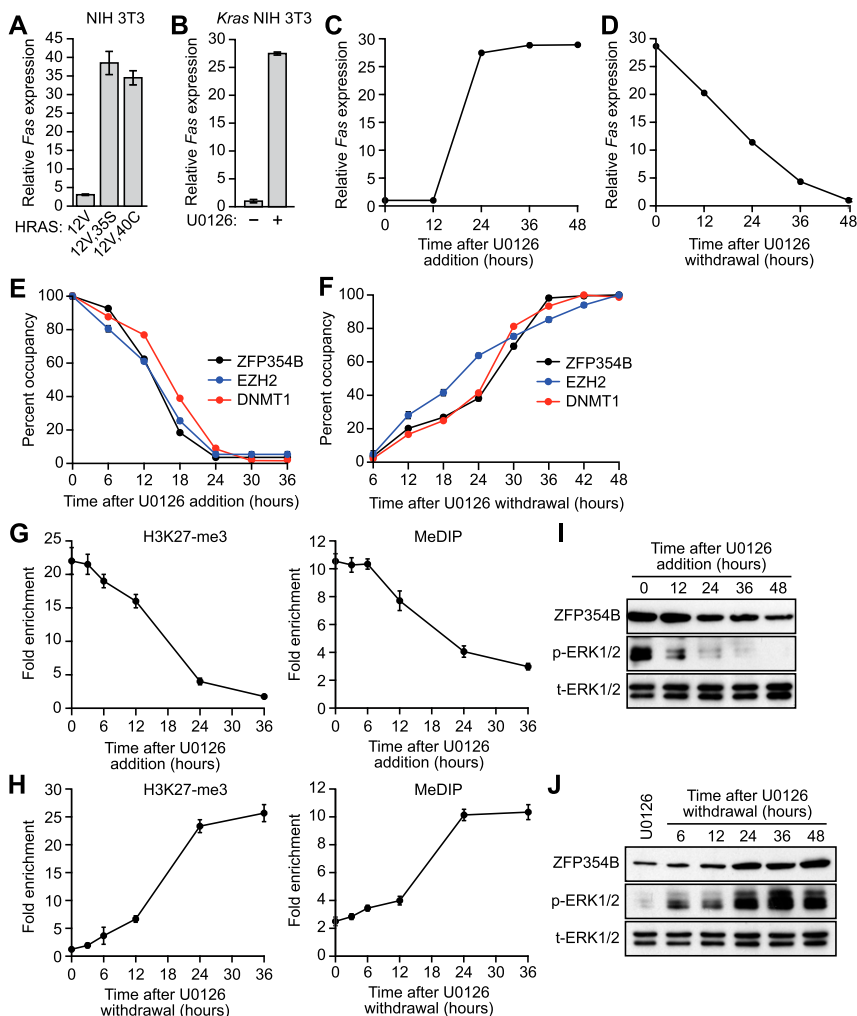 A
NIH 3T3
Relative Fas expression
45
40
35
30
25
20
15
10
5
0
HRAS: 12V 12V,35S 12V,40C
B
Kras NIH 3T3
Relative Fas expression
30
25
20
15
10
5
0
U0126: – +
C
Relative Fas expression
35
30
25
20
15
10
5
0
0 12 24 36 48
Time after U0126
addition (hours)
D
Relative Fas expression
35
30
25
20
15
10
5
0
0 12 24 36 48
Time after U0126
withdrawal (hours)
E
Percent occupancy
100
80
60
40
20
0
ZFP354B
EZH2
DNMT1
0 6 12 18 24 30 36
Time after U0126 addition (hours)
F
Percent occupancy
100
80
60
40
20
0
ZFP354B
EZH2
DNMT1
6 12 18 24 30 36 42 48
Time after U0126 withdrawal (hours)
G
H3K27-me3
Fold enrichment
25
20
15
10
5
0
0 6 12 24 30 36
Time after U0126
addition (hours)
MeDIP
Fold enrichment
12
10
8
6
4
2
0
0 6 12 24 30 36
Time after U0126
addition (hours)
H
H3K27-me3
Fold enrichment
30
25
20
15
10
5
0
0 6 12 24 30 36
Time after U0126
withdrawal (hours)
MeDIP
Fold enrichment
12
10
8
6
4
2
0
0 6 12 24 30 36
Time after U0126
withdrawal (hours)
I
Time after U0126
addition (hours)
0 12 24 36 48
ZFP354B
p-ERK1/2
t-ERK1/2
J
U0126
Time after U0126
withdrawal (hours)
6 12 24 36 48
ZFP354B
p-ERK1/2
t-ERK1/2